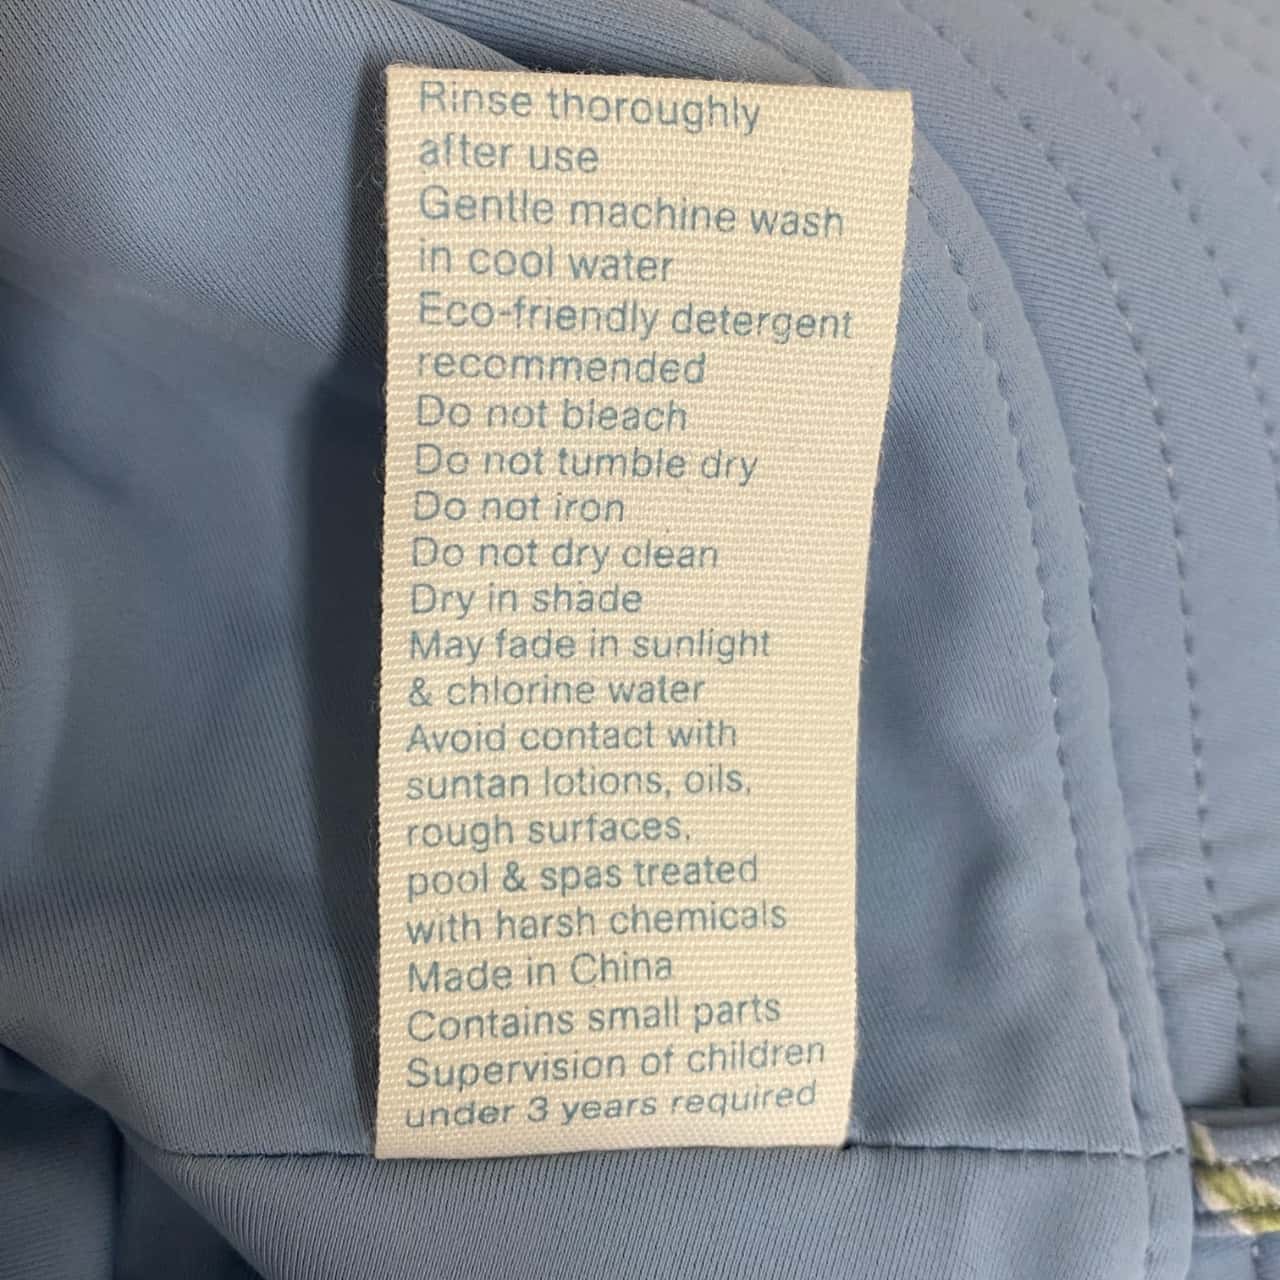 Rinse thoroughly
after use
Gentle machine wash
in cool water
Eco-friendly detergent
recommended
Do not bleach
Do not tumble dry
Do not iron
Do not dry clean
Dry in shade
May fade in sunlight
& chlorine water
Avoid contact with
suntan lotions, oils,
rough surfaces,
pool & spas treated
with harsh chemicals
Made in China
Contains small parts
Supervision of children
under 3 years required